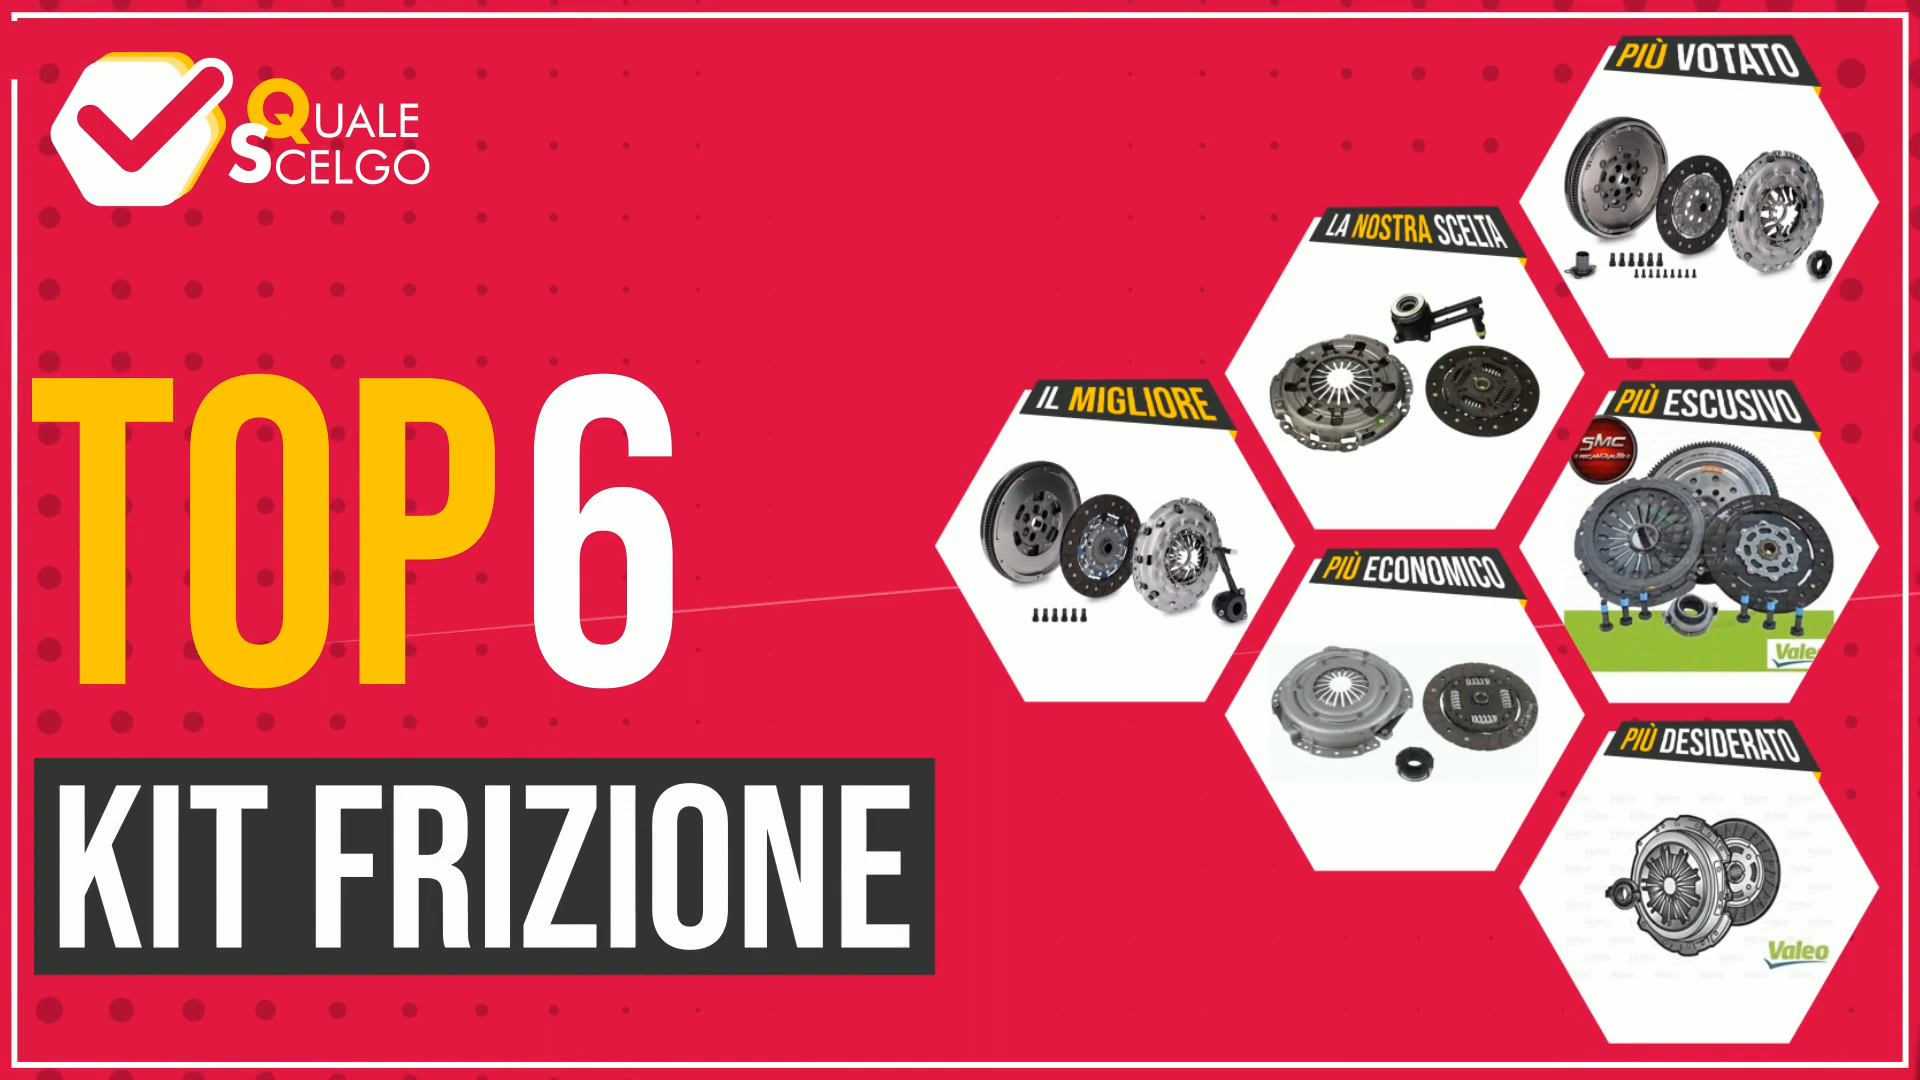 QUALE
SCELGO
TOP 6
KIT FRIZIONE
IL MIGLIORE
LA NOSTRA SCELTA
PIÙ ECONOMICO
PIÙ VOTATO
PIÙ ESCUSIVO
SMC
Valeo
PIÙ DESIDERATO
Valeo